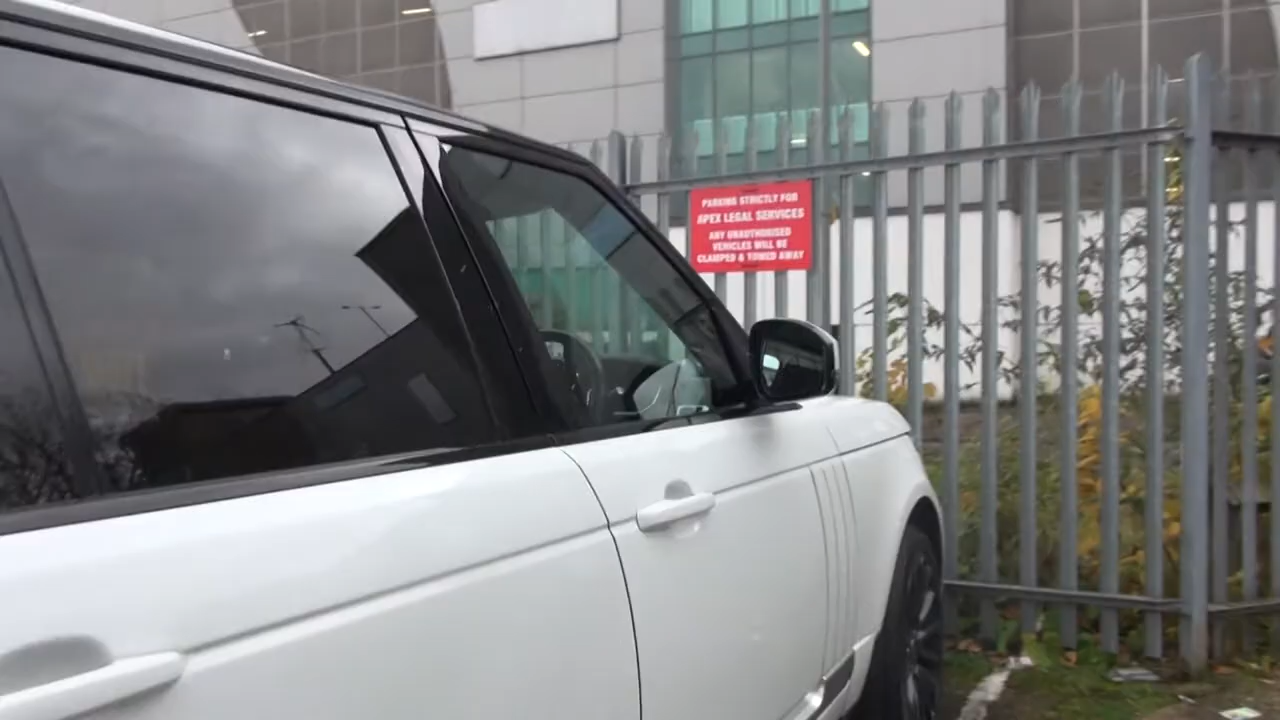 PARKING STRICTLY FOR
APEX LEGAL SERVICES
ANY UNAUTHORISED
VEHICLES WILL BE
CLAMPED & TOWED AWAY